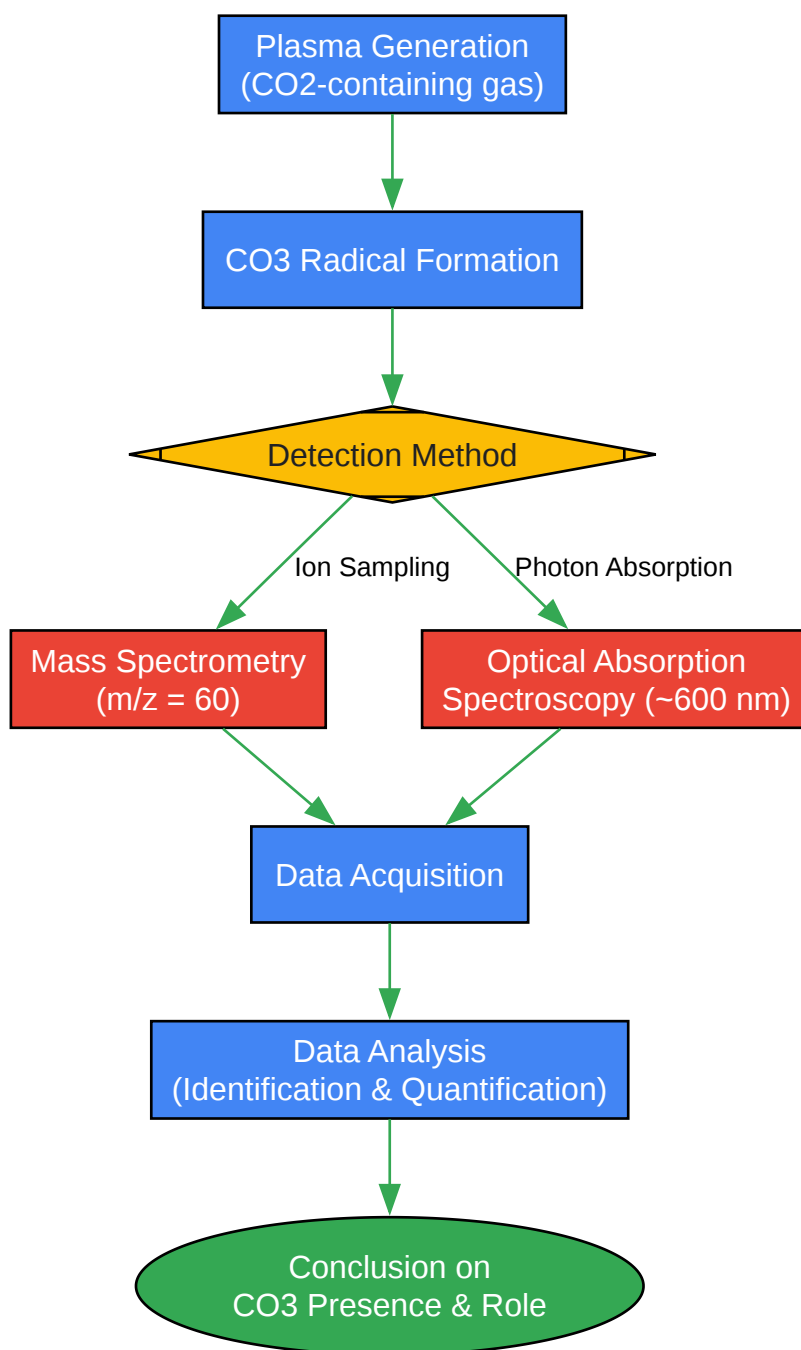 Plasma Generation
(CO2-containing gas)
CO3 Radical Formation
Detection Method
Ion Sampling
Photon Absorption
Mass Spectrometry
(m/z = 60)
Optical Absorption
Spectroscopy (~600 nm)
Data Acquisition
Data Analysis
(Identification & Quantification)
Conclusion on
CO3 Presence & Role